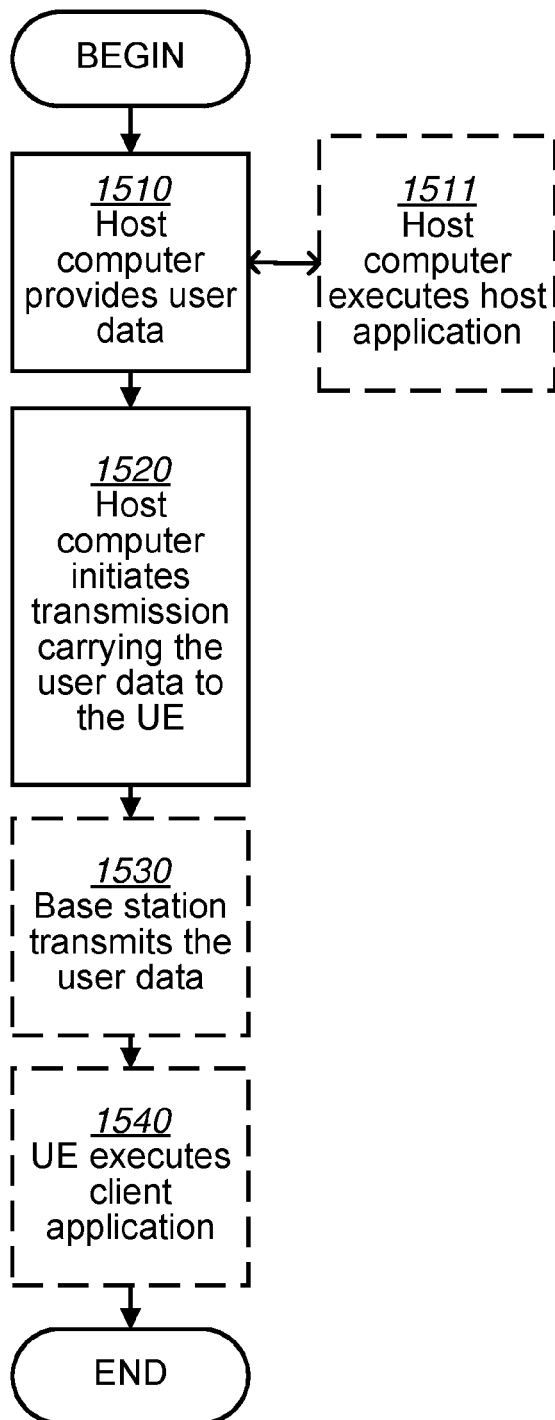 BEGIN
1510
Host
computer
provides user
data
1511
Host
computer
executes host
application
1520
Host
computer
initiates
transmission
carrying the
user data to
the UE
1530
Base station
transmits the
user data
1540
UE executes
client
application
END